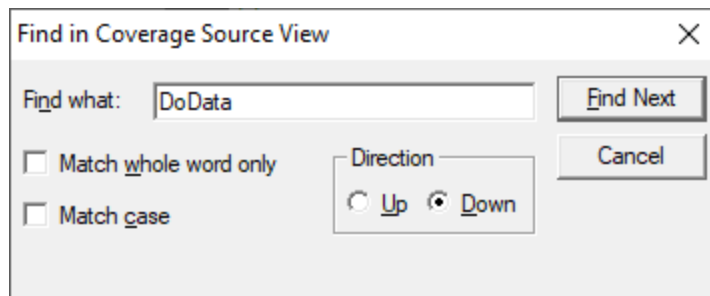 Find in Coverage Source View
Find what: DoData Find Next
Match whole word only Direction Cancel
Match case Up Down